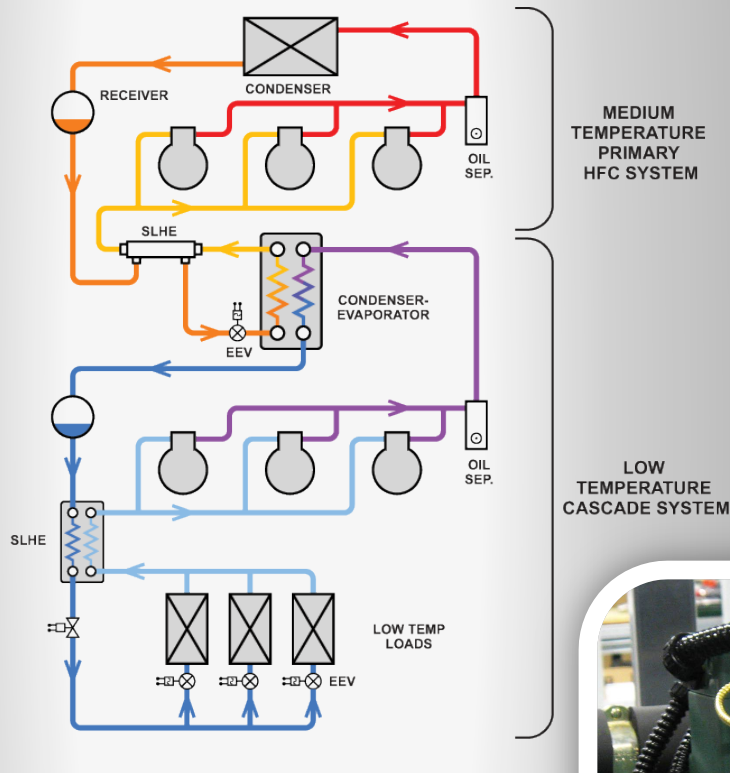 RECEIVER
CONDENSER
OIL
SEP.
MEDIUM
TEMPERATURE
PRIMARY
HFC SYSTEM
SLHE
CONDENSER-
EVAPORATOR
EEV
OIL
SEP.
LOW
TEMPERATURE
CASCADE SYSTEM
SLHE
LOW TEMP
LOADS
EEV